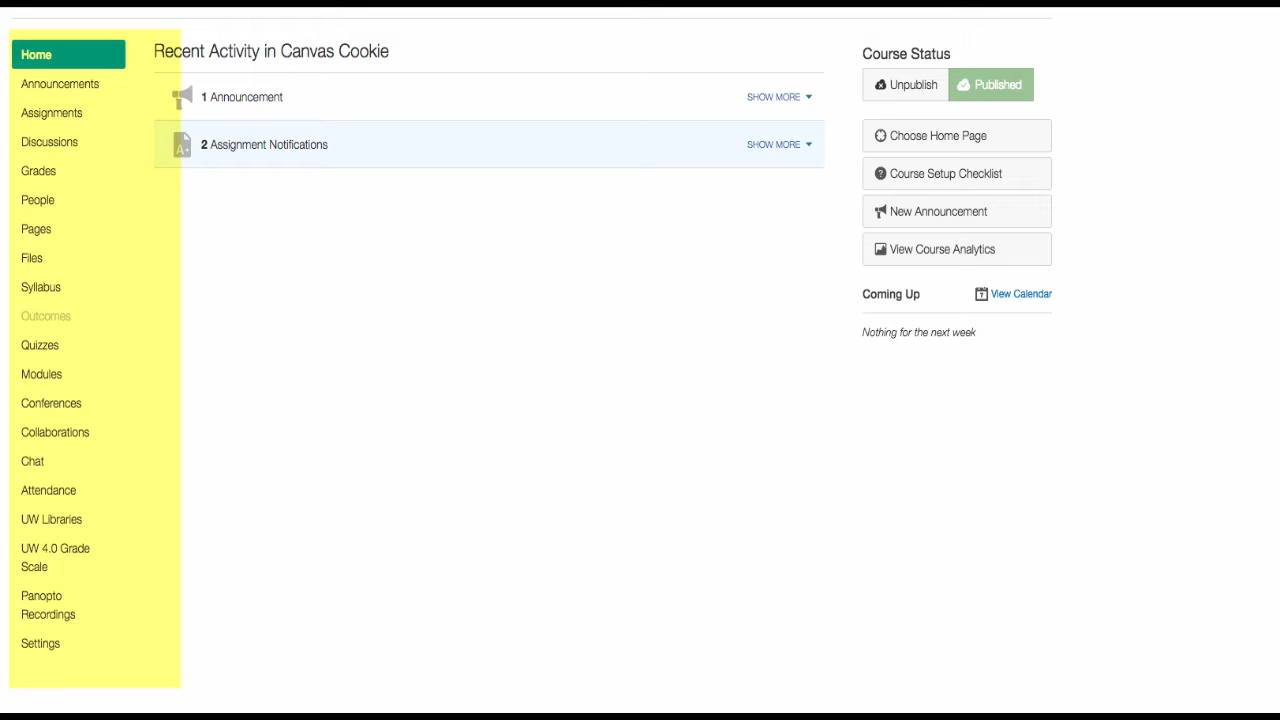 Home
Announcements
Assignments
Discussions
Grades
People
Pages
Files
Syllabus
Outcomes
Quizzes
Modules
Conferences
Collaborations
Chat
Attendance
UW Libraries
UW 4.0 Grade
Scale
Panopto
Recordings
Settings
Recent Activity in Canvas Cookie
1 Announcement SHOW MORE
A+ 2 Assignment Notifications SHOW MORE
Course Status
Unpublish Published
Choose Home Page
Course Setup Checklist
New Announcement
View Course Analytics
Coming Up View Calendar
Nothing for the next week